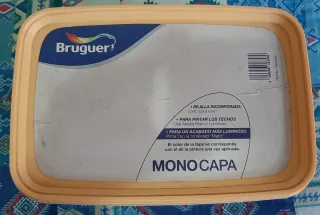 Bruguer
• REJILLA INCORPORADA
• PARA PINTAR LOS TECHOS
• PARA UN ACABADO MÁS LUMINOSO
El color de la tapa se corresponde
con el de la pintura una vez aplicada.
MONOCAPA